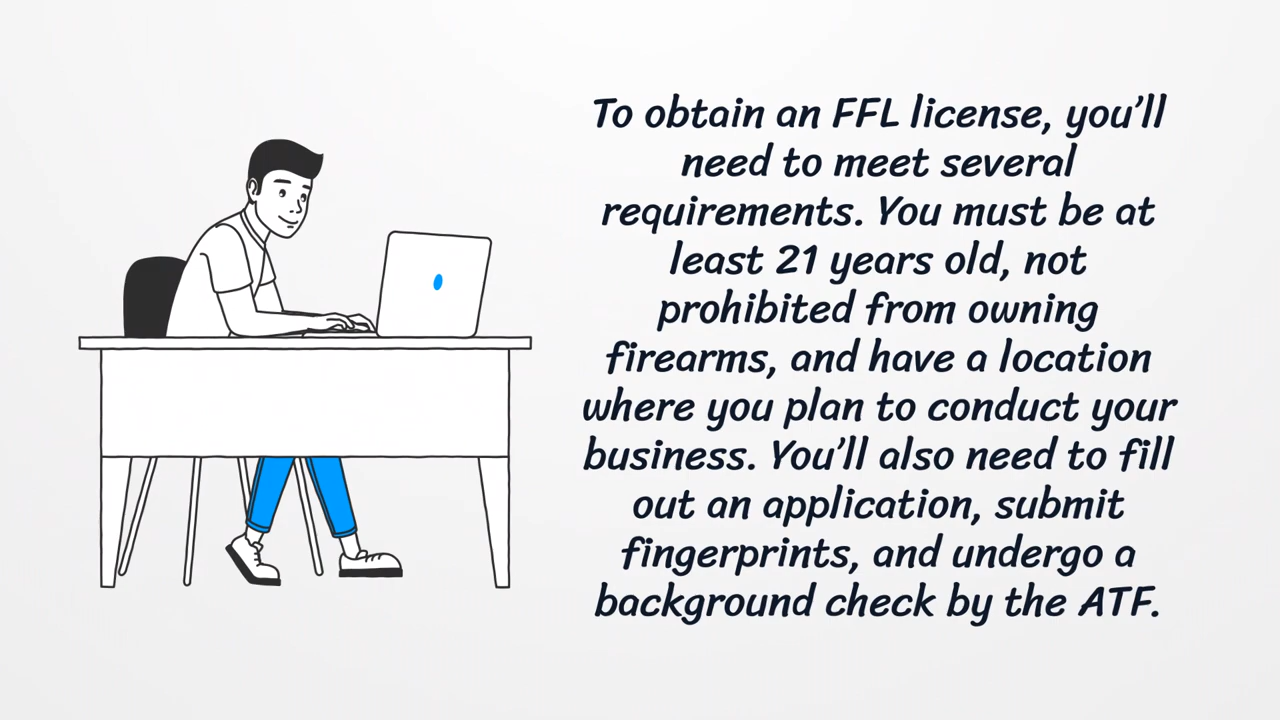 To obtain an FFL license, you’ll
need to meet several
requirements. You must be at
least 21 years old, not
prohibited from owning
firearms, and have a location
where you plan to conduct your
business. You’ll also need to fill
out an application, submit
fingerprints, and undergo a
background check by the ATF.